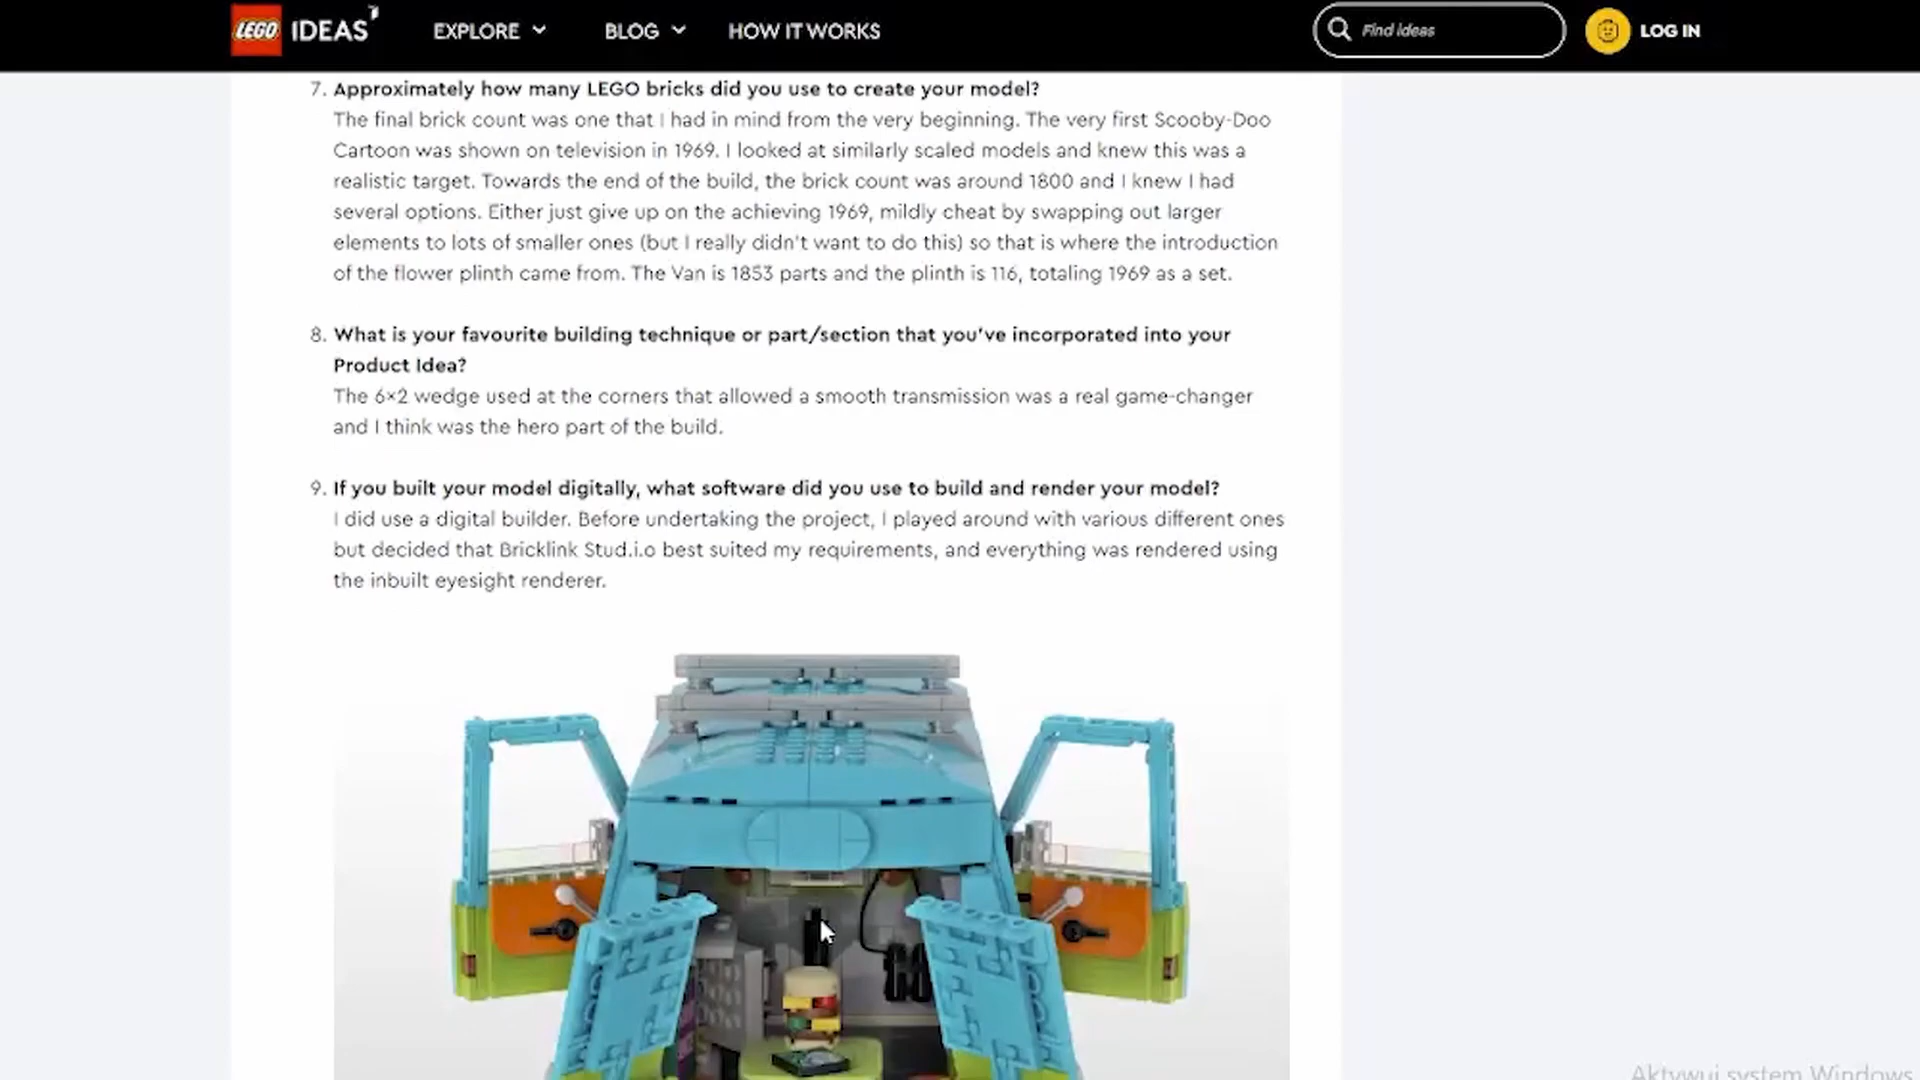 LEGO IDEAS EXPLORE BLOG HOW IT WORKS Find ideas LOG IN
7. Approximately how many LEGO bricks did you use to create your model?
The final brick count was one that I had in mind from the very beginning. The very first Scooby-Doo
Cartoon was shown on television in 1969. I looked at similarly scaled models and knew this was a
realistic target. Towards the end of the build, the brick count was around 1800 and I knew I had
several options. Either just give up on the achieving 1969, mildly cheat by swapping out larger
elements to lots of smaller ones (but I really didn't want to do this) so that is where the introduction
of the flower plinth came from. The Van is 1853 parts and the plinth is 116, totaling 1969 as a set.
8. What is your favourite building technique or part/section that you've incorporated into your
Product Idea?
The 6×2 wedge used at the corners that allowed a smooth transmission was a real game-changer
and I think was the hero part of the build.
9. If you built your model digitally, what software did you use to build and render your model?
I did use a digital builder. Before undertaking the project, I played around with various different ones
but decided that Bricklink Stud.i.o best suited my requirements, and everything was rendered using
the inbuilt eyesight renderer.
Aktywuj system Windows